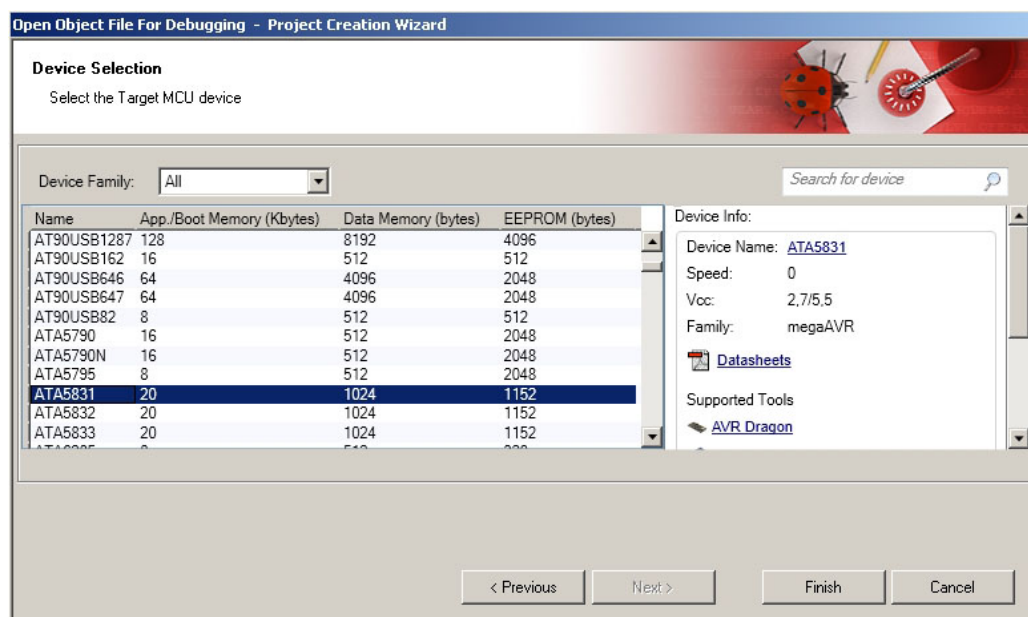 Open Object File For Debugging - Project Creation Wizard
Device Selection
Select the Target MCU device
Device Family: All
Search for device
Name App./Boot Memory (Kbytes) Data Memory (bytes) EEPROM (bytes)
AT90USB1287 128 8192 4096
AT90USB162 16 512 512
AT90USB646 64 4096 2048
AT90USB647 64 4096 2048
AT90USB82 8 512 512
ATA5790 16 512 2048
ATA5790N 16 512 2048
ATA5795 8 512 2048
ATA5831 20 1024 1152
ATA5832 20 1024 1152
ATA5833 20 1024 1152
Device Info:
Device Name: ATA5831
Speed: 0
Vcc: 2,7/5,5
Family: megaAVR
Datasheets
Supported Tools
AVR Dragon
< Previous Next > Finish Cancel